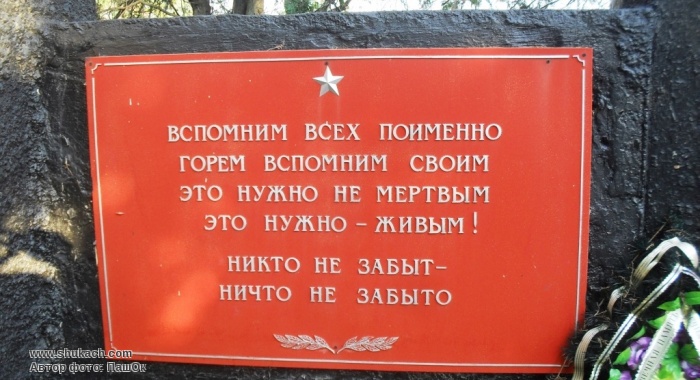 ВСПОМНИМ ВСЕХ ПОИМЕННО
ГОРЕМ ВСПОМНИМ СВОИМ
ЭТО НУЖНО НЕ МЕРТВЫМ
ЭТО НУЖНО – ЖИВЫМ!
НИКТО НЕ ЗАБЫТ–
НИЧТО НЕ ЗАБЫТО
www.shukach.com
Автор фото: ПашОк